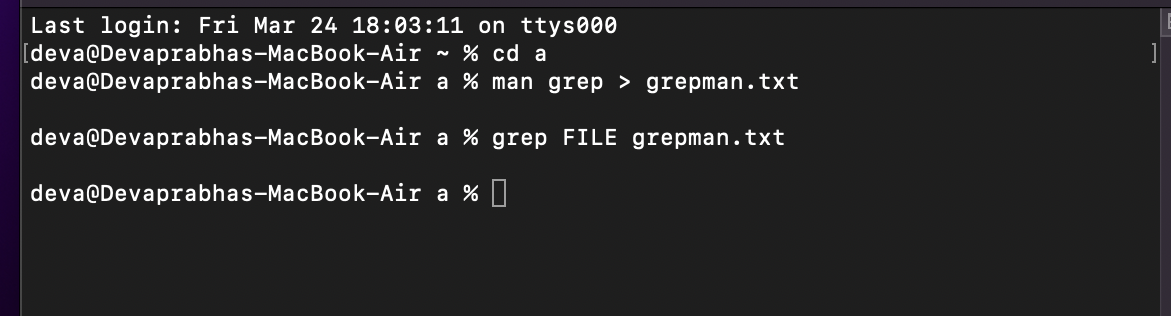 Last login: Fri Mar 24 18:03:11 on ttys000
[deva@Devaprabhas-MacBook-Air ~ % cd a ]
deva@Devaprabhas-MacBook-Air a % man grep > grepman.txt
deva@Devaprabhas-MacBook-Air a % grep FILE grepman.txt
deva@Devaprabhas-MacBook-Air a %